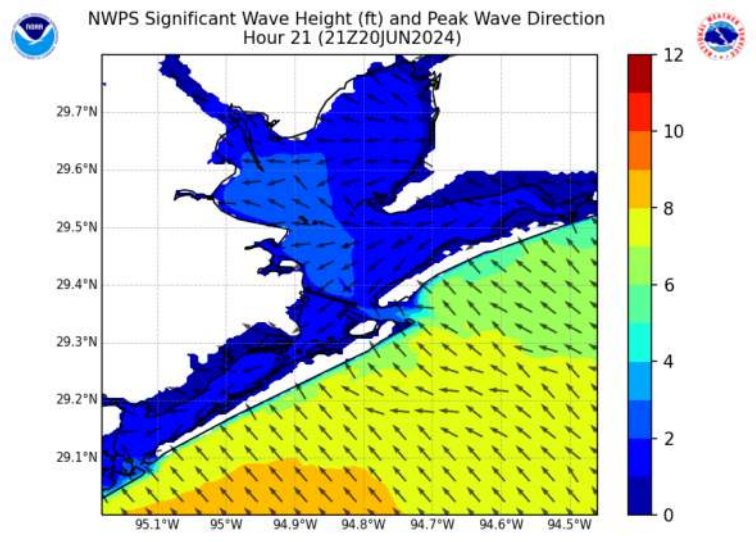 NWPS Significant Wave Height (ft) and Peak Wave Direction
Hour 21 (21Z20JUN2024)
NOAA
12
10
8
6
4
2
0
29.7°N
29.6°N
29.5°N
29.4°N
29.3°N
29.2°N
29.1°N
95.1°W 95°W 94.9°W 94.8°W 94.7°W 94.6°W 94.5°W